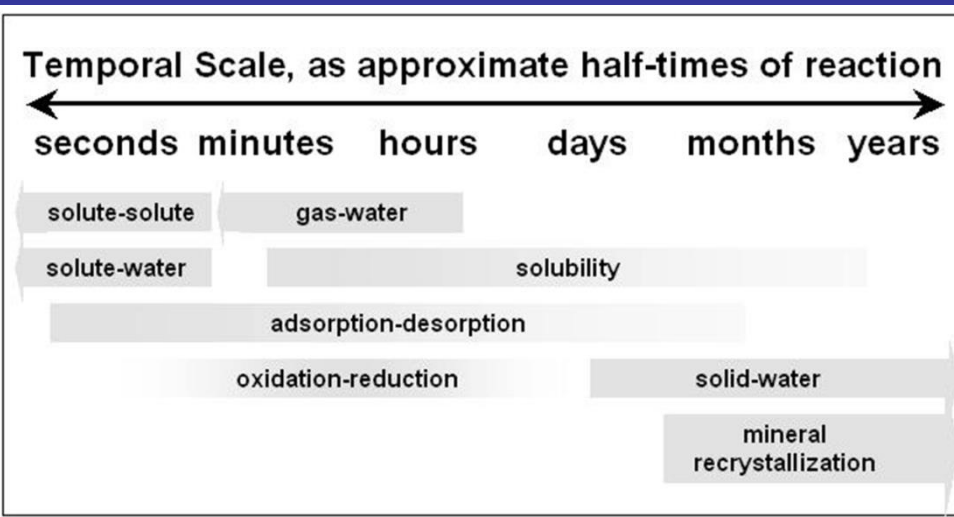 Temporal Scale, as approximate half-times of reaction
seconds minutes hours days months years
solute-solute gas-water
solute-water solubility
adsorption-desorption
oxidation-reduction solid-water
mineral
recrystallization